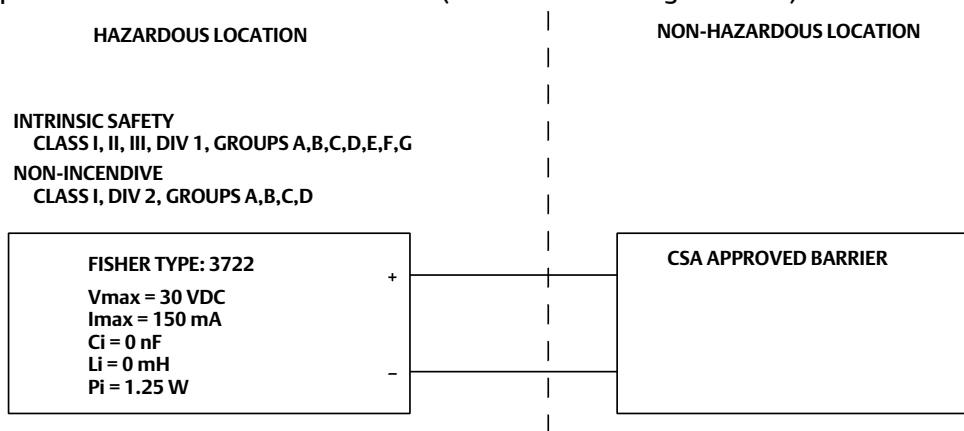 HAZARDOUS LOCATION
NON-HAZARDOUS LOCATION
INTRINSIC SAFETY
CLASS I, II, III, DIV 1, GROUPS A,B,C,D,E,F,G
NON-INCENDIVE
CLASS I, DIV 2, GROUPS A,B,C,D
FISHER TYPE: 3722
+
Vmax = 30 VDC
Imax = 150 mA
Ci = 0 nF
Li = 0 mH
–
Pi = 1.25 W
CSA APPROVED BARRIER